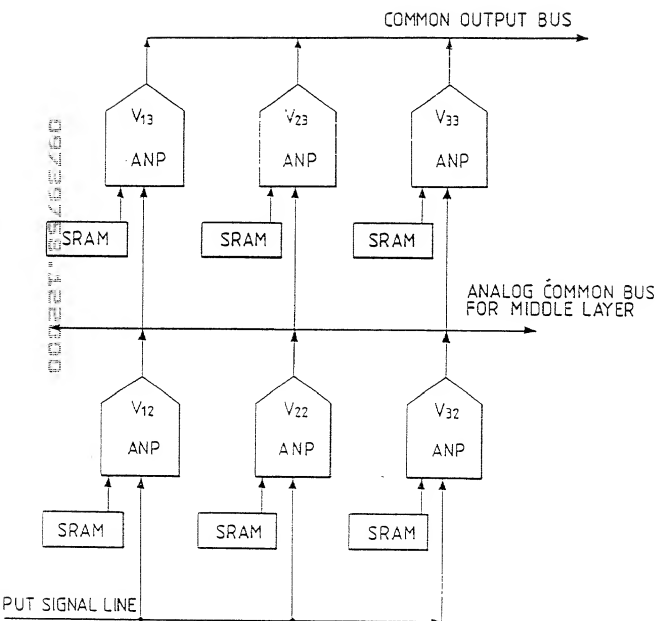 COMMON OUTPUT BUS
V13 V23 V33
ANP ANP ANP
SRAM SRAM SRAM
ANALOG COMMON BUS
FOR MIDDLE LAYER
V12 V22 V32
ANP ANP ANP
SRAM SRAM SRAM
PUT SIGNAL LINE